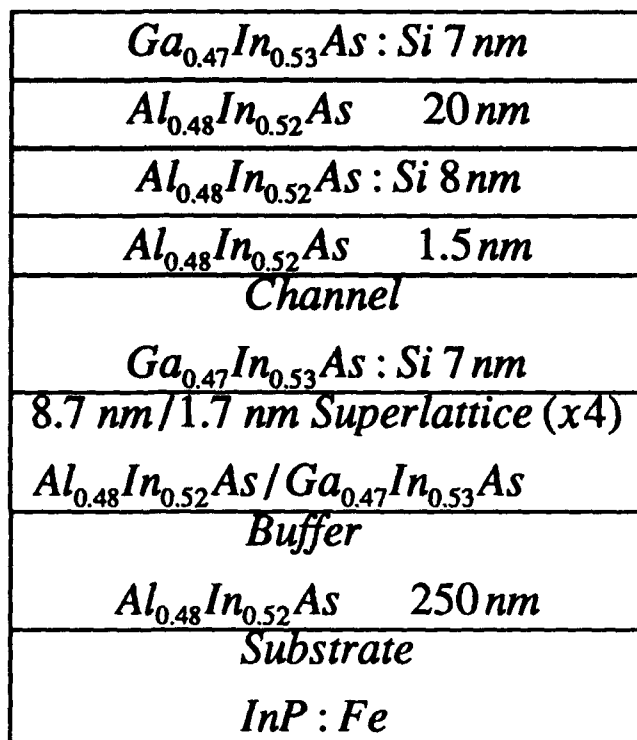 Ga₀.₄₇In₀.₅₃As : Si 7 nm
Al₀.₄₈In₀.₅₂As 20 nm
Al₀.₄₈In₀.₅₂As : Si 8nm
Al₀.₄₈In₀.₅₂As 1.5 nm
Channel
Ga₀.₄₇In₀.₅₃As : Si 7 nm
8.7 nm/1.7 nm Superlattice (x4)
Al₀.₄₈In₀.₅₂As / Ga₀.₄₇In₀.₅₃As
Buffer
Al₀.₄₈In₀.₅₂As 250 nm
Substrate
InP : Fe